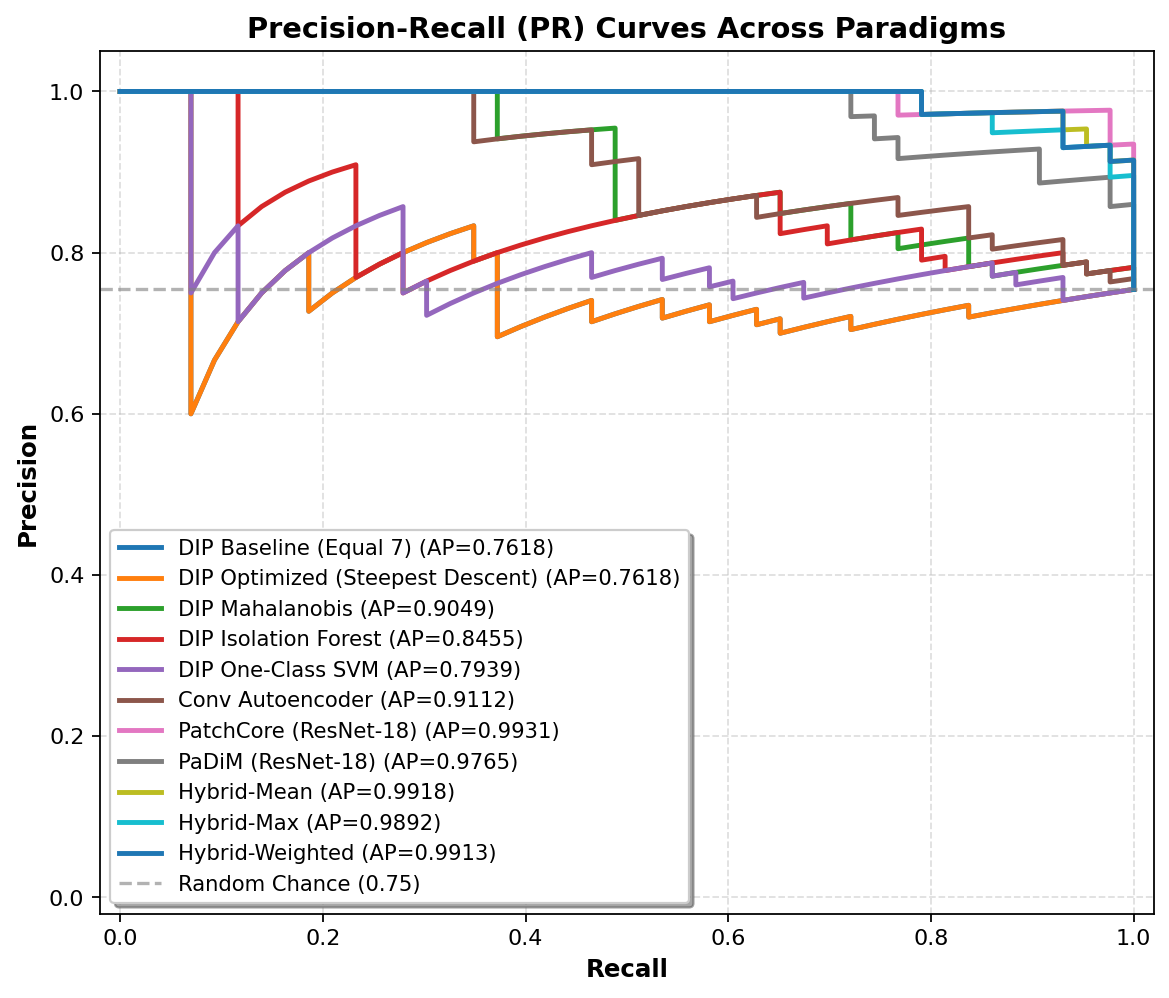 Precision-Recall (PR) Curves Across Paradigms
1.0
0.8
0.6
0.4
0.2
0.0
Precision
DIP Baseline (Equal 7) (AP=0.7618)
DIP Optimized (Steepest Descent) (AP=0.7618)
DIP Mahalanobis (AP=0.9049)
DIP Isolation Forest (AP=0.8455)
DIP One-Class SVM (AP=0.7939)
Conv Autoencoder (AP=0.9112)
PatchCore (ResNet-18) (AP=0.9931)
PaDiM (ResNet-18) (AP=0.9765)
Hybrid-Mean (AP=0.9918)
Hybrid-Max (AP=0.9892)
Hybrid-Weighted (AP=0.9913)
Random Chance (0.75)
0.0 0.2 0.4 0.6 0.8 1.0
Recall